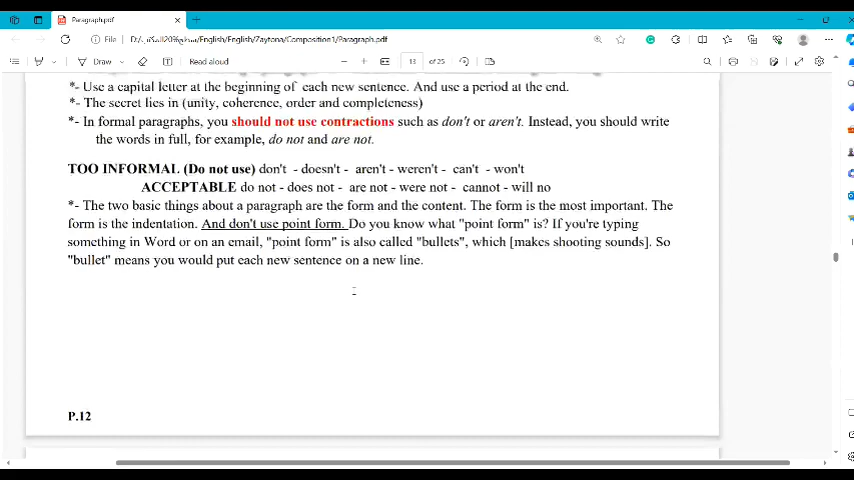 Paragraph.pdf
File
D:/
/English/English/Zaytona/Composition1/Paragraph.pdf
Draw
Read aloud
13 of 25
*- Use a capital letter at the beginning of each new sentence. And use a period at the end.
*- The secret lies in (unity, coherence, order and completeness)
*- In formal paragraphs, you should not use contractions such as don't or aren't. Instead, you should write
the words in full, for example, do not and are not.
TOO INFORMAL (Do not use) don't - doesn't - aren't - weren't - can't - won't
ACCEPTABLE do not - does not - are not - were not - cannot - will no
*- The two basic things about a paragraph are the form and the content. The form is the most important. The
form is the indentation. And don't use point form. Do you know what "point form" is? If you're typing
something in Word or on an email, "point form" is also called "bullets", which [makes shooting sounds]. So
"bullet" means you would put each new sentence on a new line.
P.12